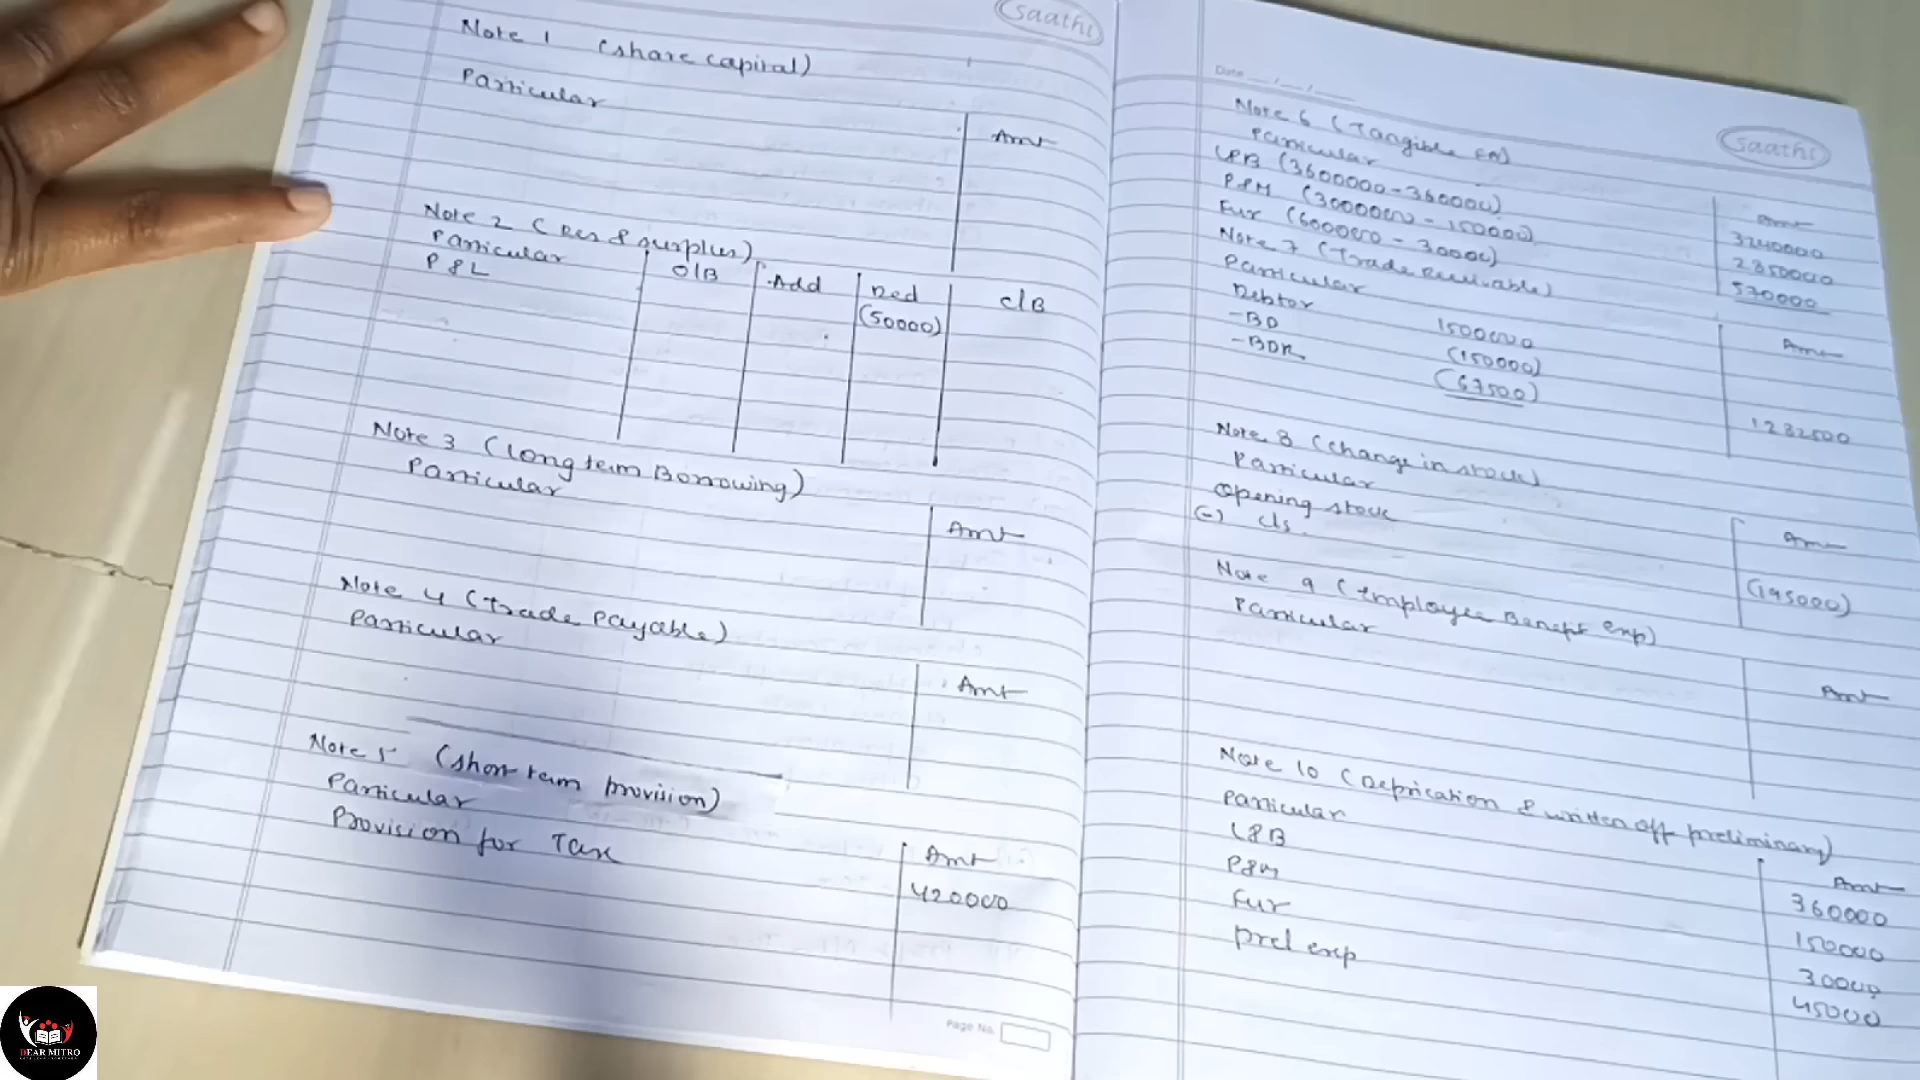 saathi
Note 1 (share capital)
Particular
Amt
Note 2 (Res & surplus)
Particular O/B Add Ded C/B
P & L (50000)
Note 3 (long term Borrowing)
Particular
Amt
Note 4 (trade payable)
Particular
Amt
Note 5 (short term provision)
Particular Amt
Provision for Tax 420000
Page No.
Date / /
saathi
Note 6 (Tangible FA)
Particular Amt
L&B (3600000-360000) 3240000
P&M (3000000-150000) 2850000
Fur (600000-30000) 570000
Note 7 (Trade Receivable)
Particular Amt
Debtor 1500000
-BD (150000)
-BDR (67500)
1282500
Note 8 (Change in stock)
Particular Amt
Opening stock
(-) Cls. (195000)
Note 9 (Employee Benefit exp)
Particular Amt
Note 10 (Deprication & written off preliminary)
Particular Amt
L&B 360000
P&M 150000
Fur 30000
prel exp 45000
DEAR MITRO